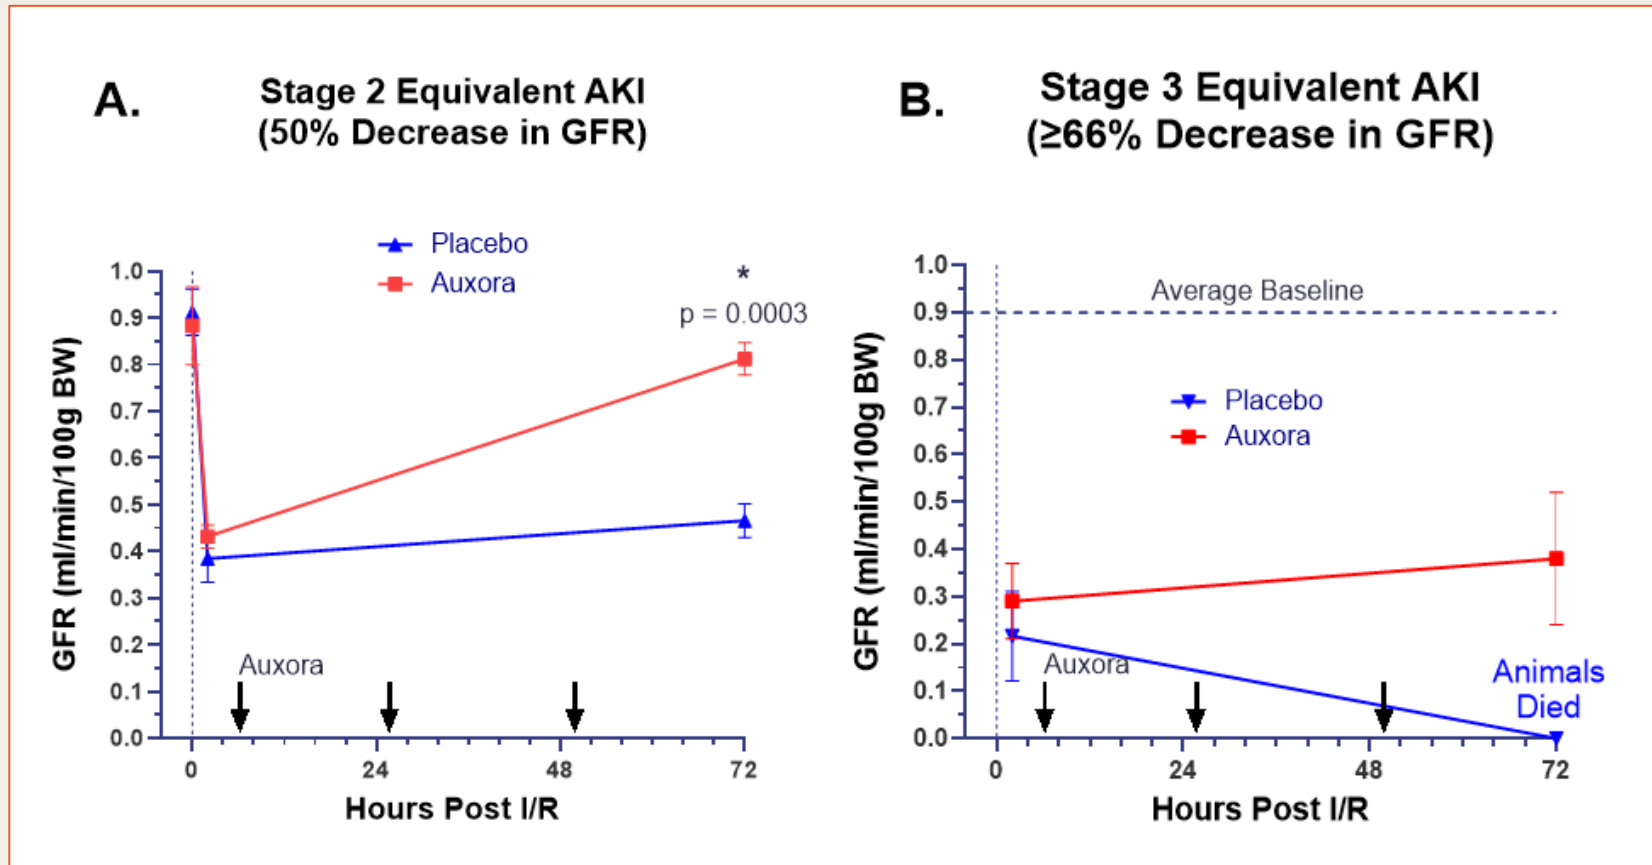 A.
Stage 2 Equivalent AKI
(50% Decrease in GFR)
Placebo
Auxora
*
p = 0.0003
GFR (ml/min/100g BW)
1.0
0.9
0.8
0.7
0.6
0.5
0.4
0.3
0.2
0.1
0.0
Auxora
0
24
48
72
Hours Post I/R
B.
Stage 3 Equivalent AKI
(≥66% Decrease in GFR)
Average Baseline
Placebo
Auxora
GFR (ml/min/100g BW)
1.0
0.9
0.8
0.7
0.6
0.5
0.4
0.3
0.2
0.1
0.0
Auxora
Animals
Died
0
24
48
72
Hours Post I/R